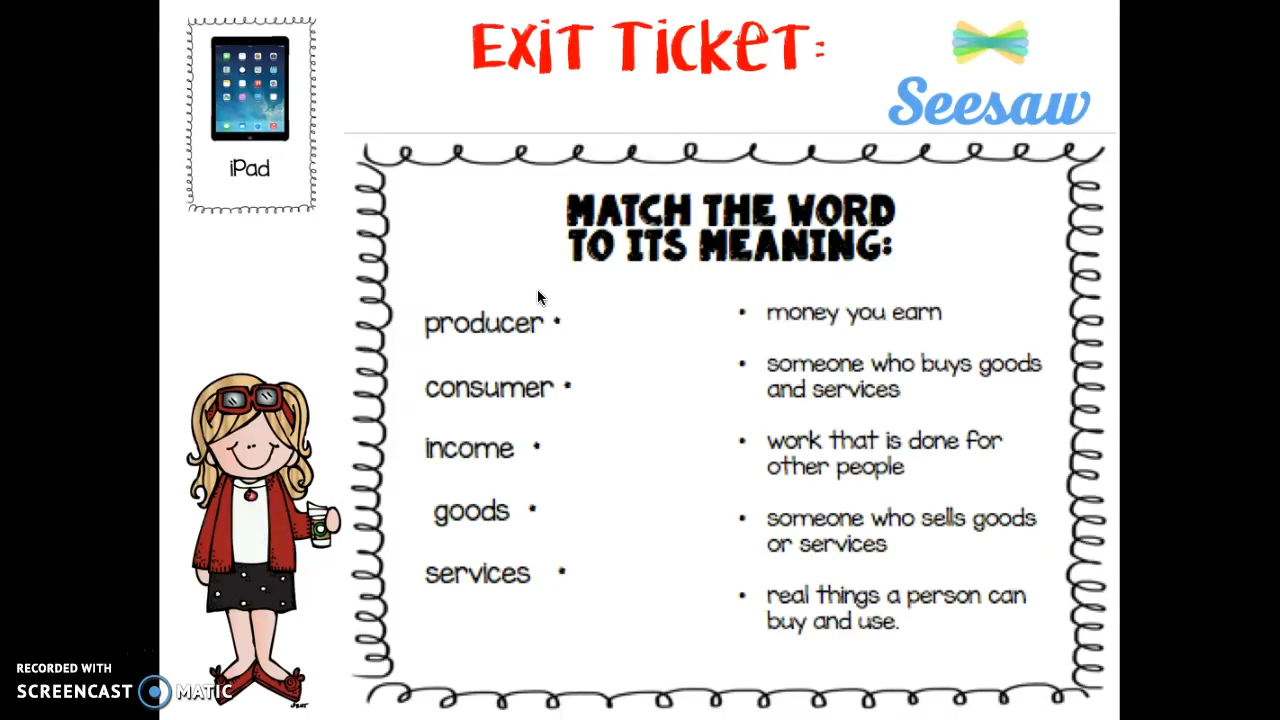 Exit Ticket:
Seesaw
iPad
MATCH THE WORD
TO ITS MEANING:
producer •
consumer •
income •
goods •
services •
• money you earn
• someone who buys goods
and services
• work that is done for
other people
• someone who sells goods
or services
• real things a person can
buy and use.
RECORDED WITH
SCREENCAST MATIC